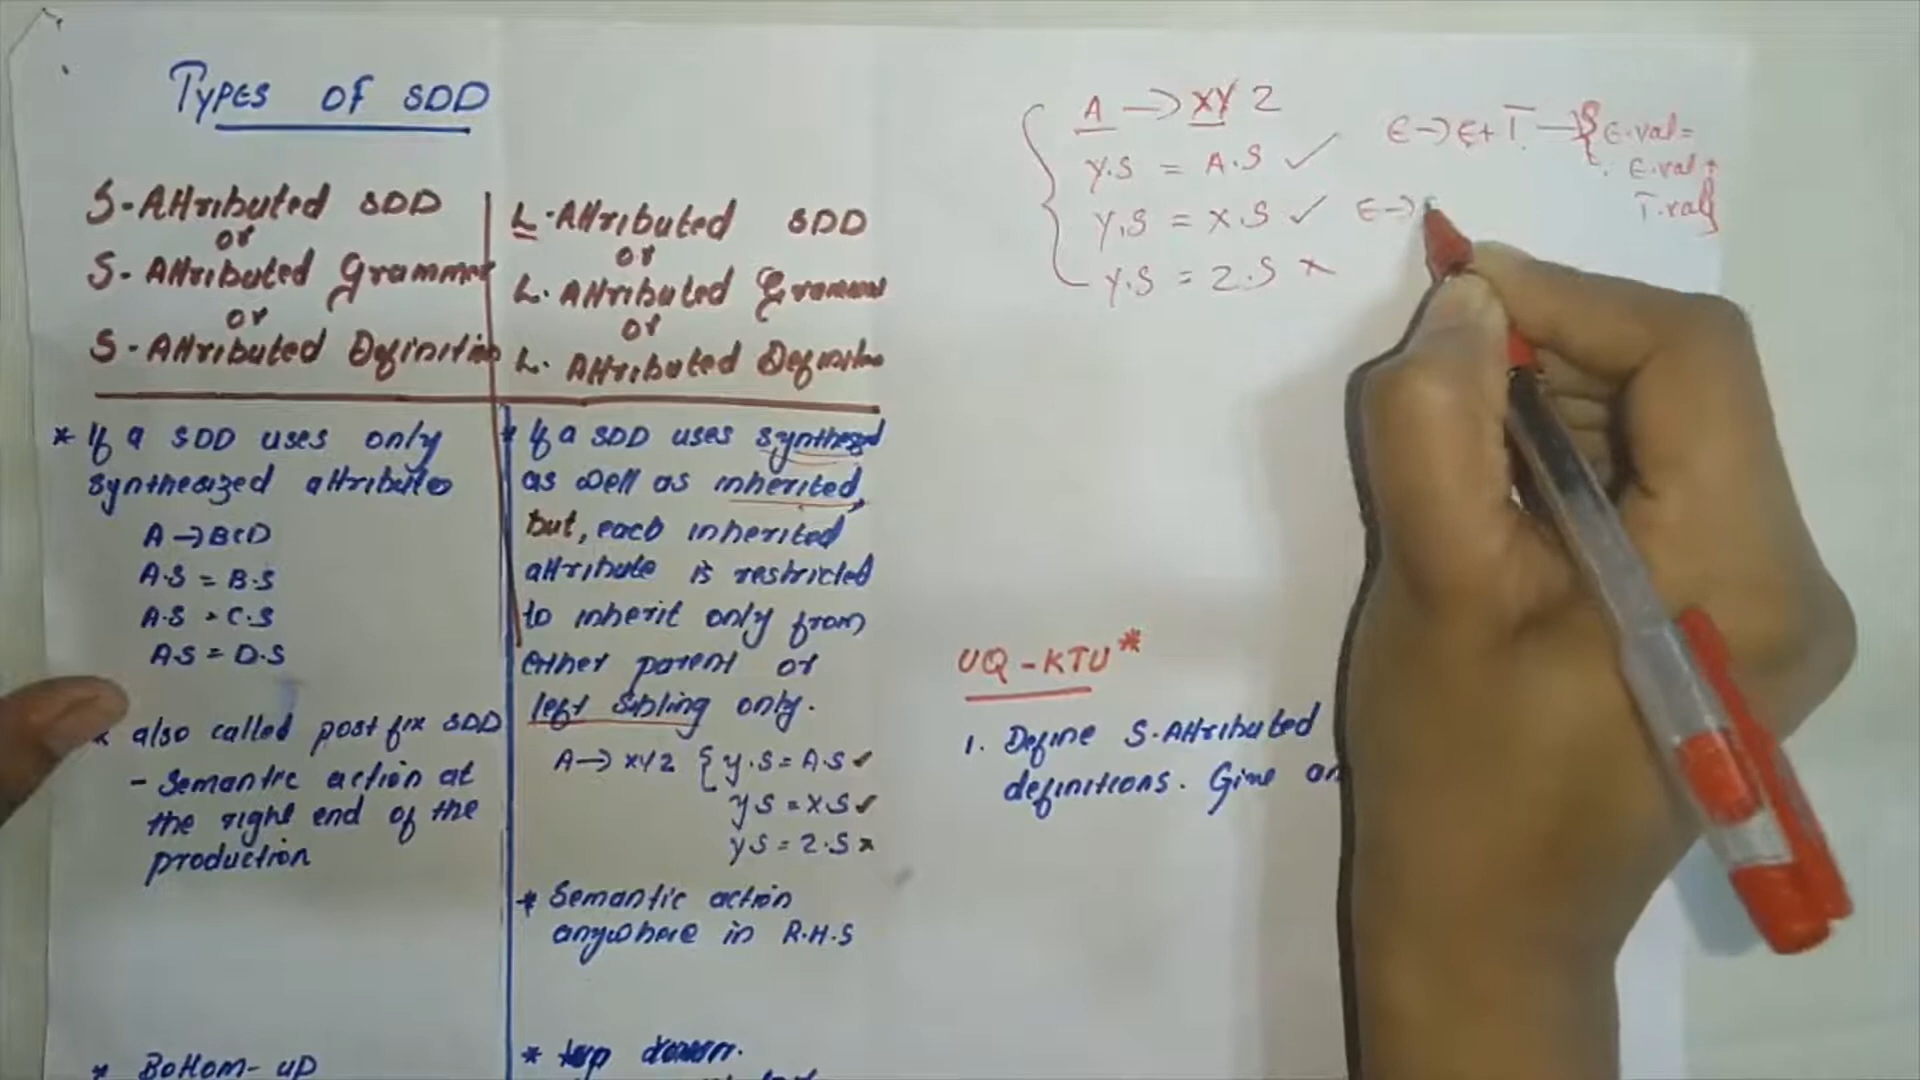 TYPES OF SDD
S-Attributed SDD
or
S-Attributed Grammer
or
S-Attributed Definition
* If a SDD uses only
synthesized attributes
A → BCD
A.S = B.S
A.S = C.S
A.S = D.S
* also called post fix SDD
- Semantic action at
the right end of the
production
* Bottom-up
L-Attributed SDD
or
L-Attributed Grammer
or
L-Attributed Definition
* If a SDD uses synthesized
as well as inherited,
but, each inherited
attribute is restricted
to inherit only from
either parent or
left sibling only.
A → XYZ { Y.S = A.S ✓
Y.S = X.S ✓
Y.S = Z.S ×
* Semantic action
anywhere in R.H.S
* top down.
A → XYZ
Y.S = A.S ✓
Y.S = X.S ✓
Y.S = Z.S ×
E → E + T → { E.val =
E.val +
T.val}
E →
UQ - KTU *
1. Define S-Attributed
definitions. Give an